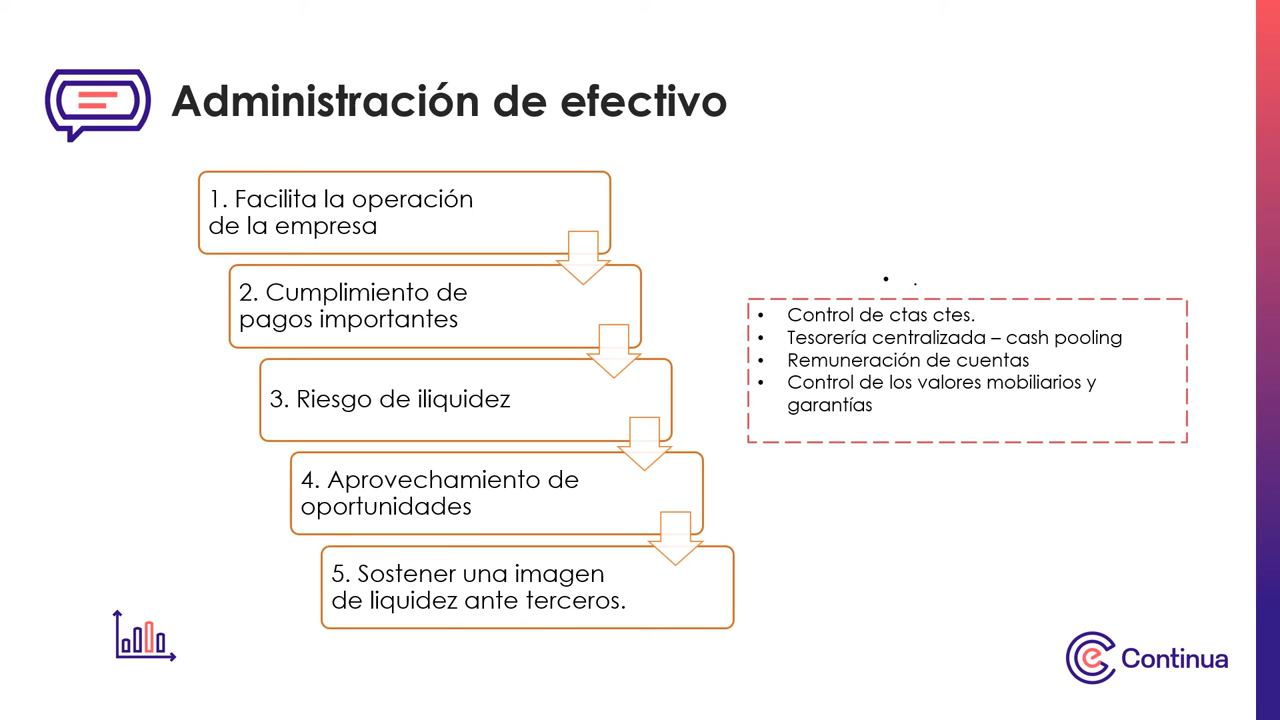 Administración de efectivo
1. Facilita la operación
de la empresa
2. Cumplimiento de
pagos importantes
3. Riesgo de iliquidez
4. Aprovechamiento de
oportunidades
5. Sostener una imagen
de liquidez ante terceros.
• .
• Control de ctas ctes.
• Tesorería centralizada – cash pooling
• Remuneración de cuentas
• Control de los valores mobiliarios y
garantías
e Continua